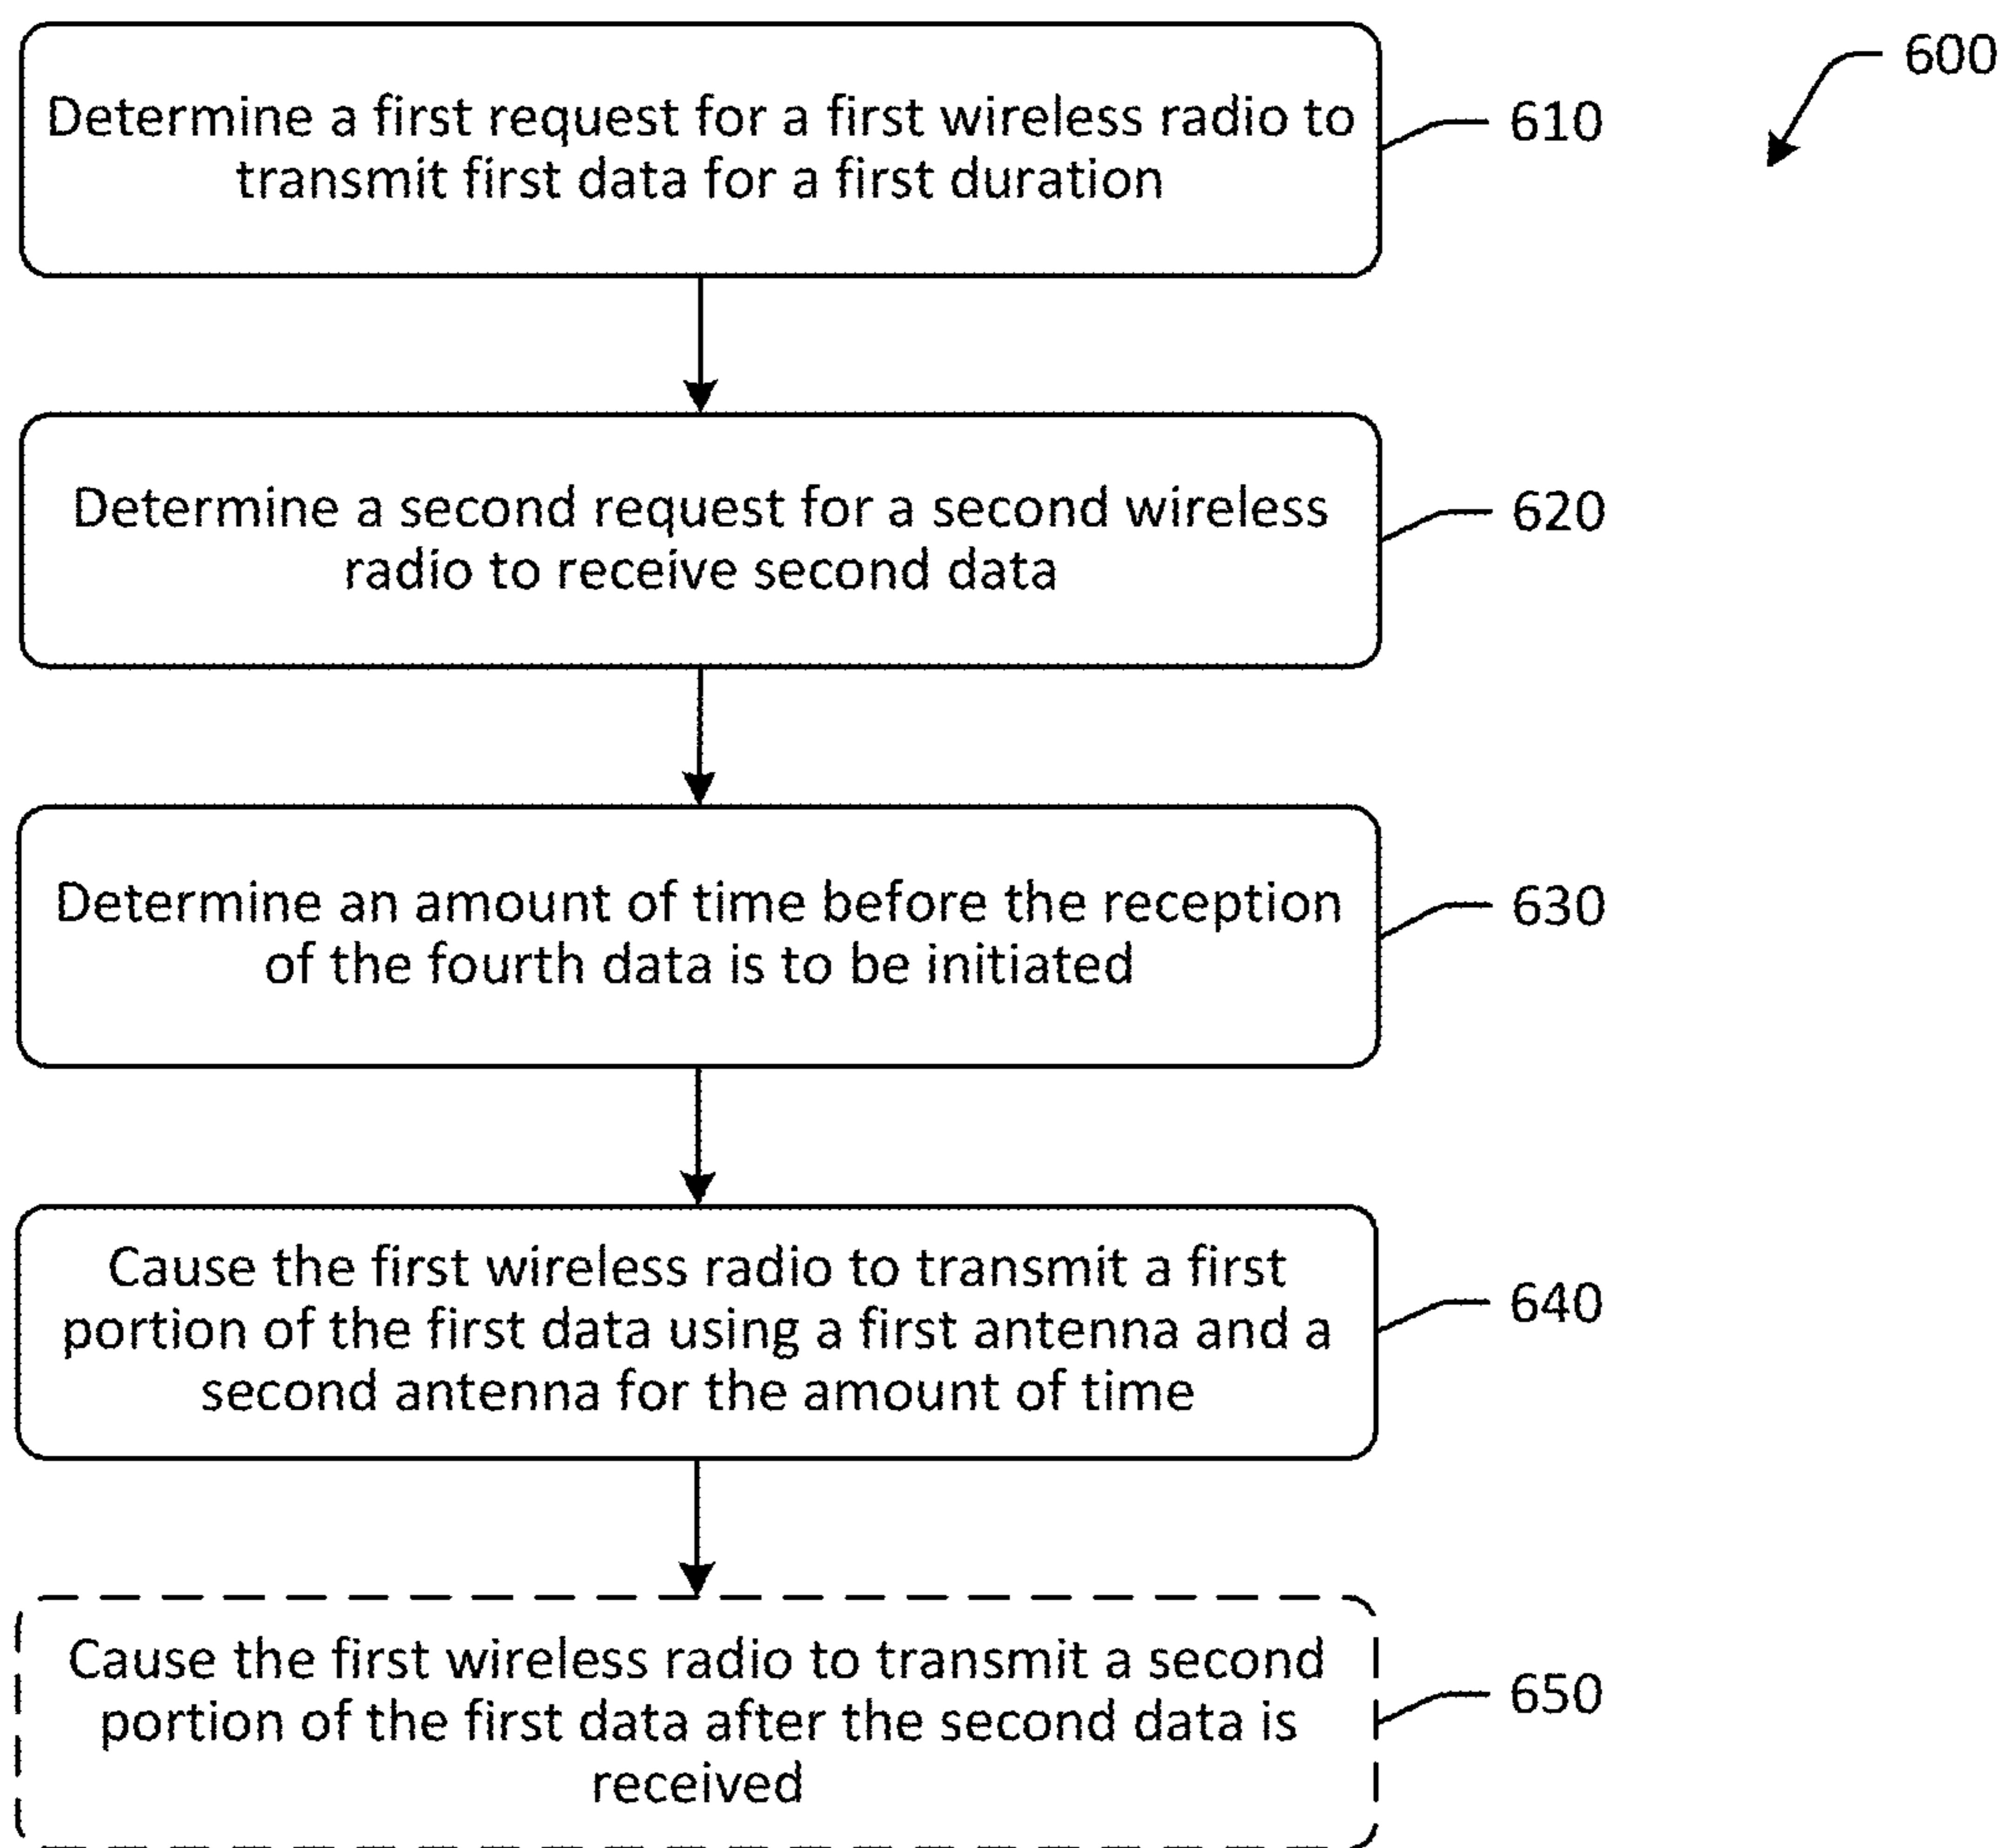 600
Determine a first request for a first wireless radio to
transmit first data for a first duration
610
Determine a second request for a second wireless
radio to receive second data
620
Determine an amount of time before the reception
of the fourth data is to be initiated
630
Cause the first wireless radio to transmit a first
portion of the first data using a first antenna and a
second antenna for the amount of time
640
Cause the first wireless radio to transmit a second
portion of the first data after the second data is
received
650